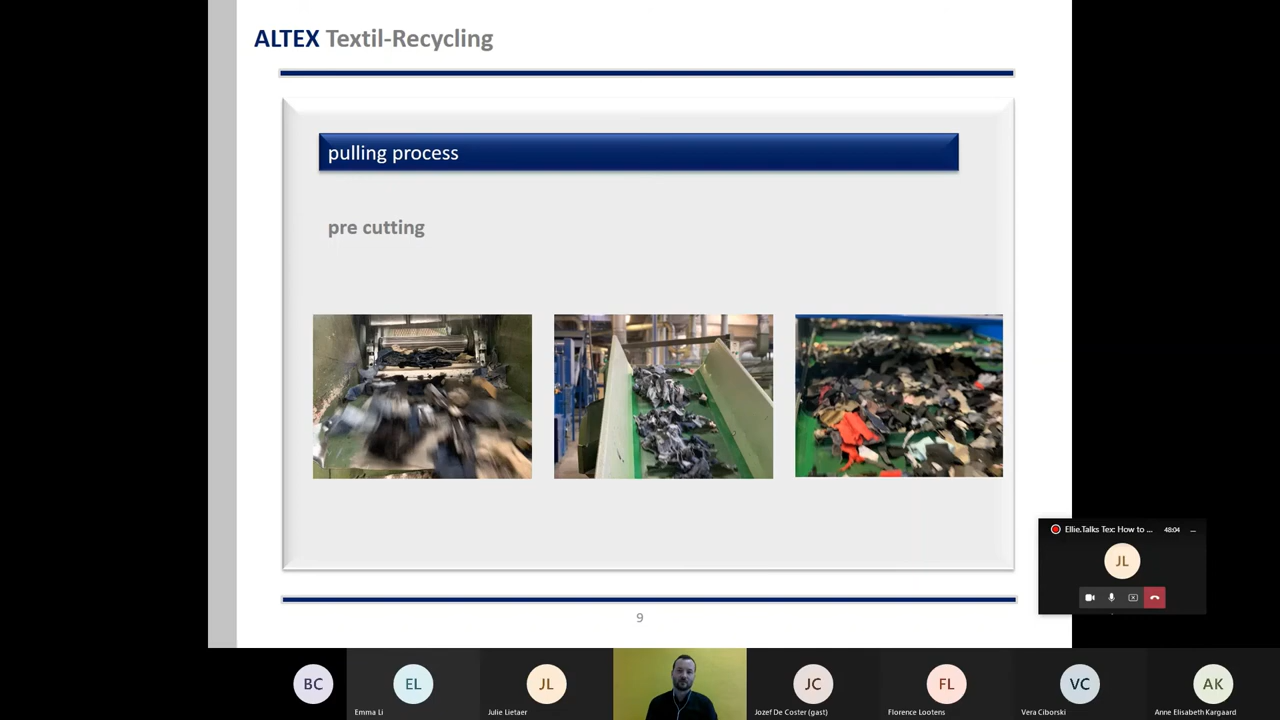 ALTEX Textil-Recycling
pulling process
pre cutting
9
Ellie.Talks Tex: How to ...
48:04
JL
BC
EL
JL
JC
FL
VC
AK
Emma Li
Julie Lietaer
Jozef De Coster (gast)
Florence Lootens
Vera Ciborski
Anne Elisabeth Kargaard